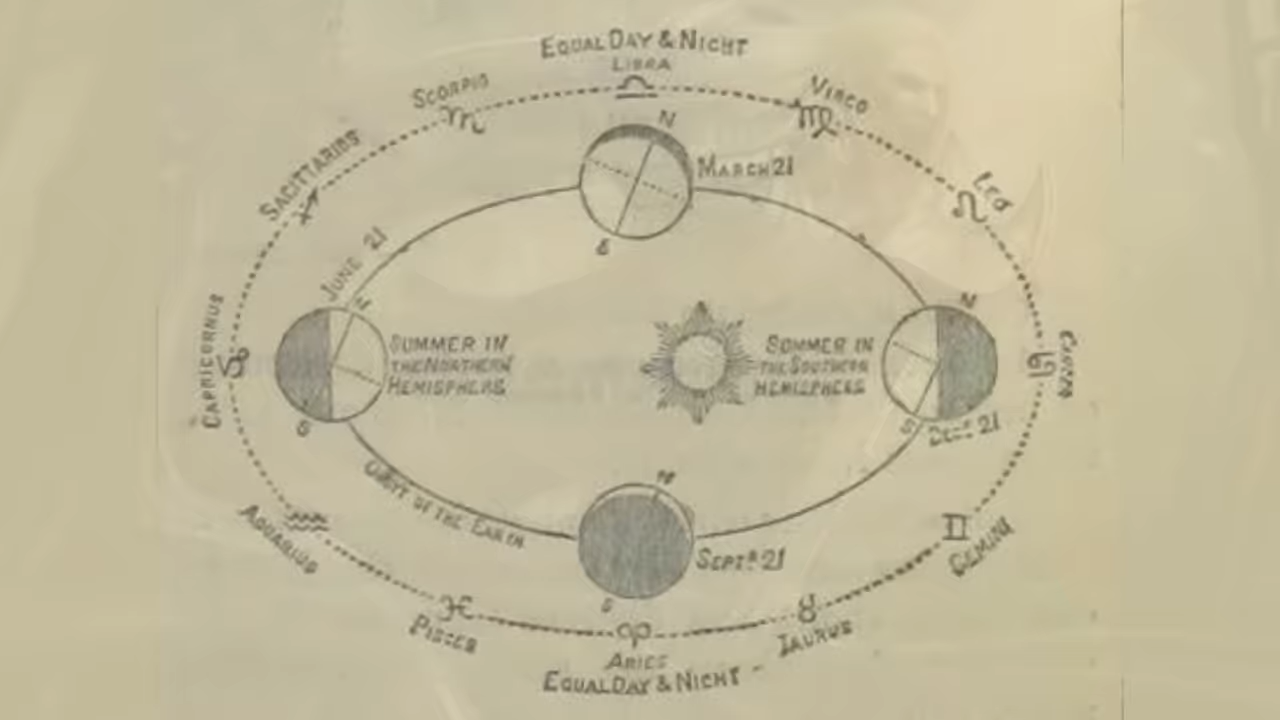 EQUAL DAY & NIGHT
LIBRA
SCORPIO
VIRGO
SAGITTARIUS
LEO
N
MARCH 21
S
JUNE 21
N
N
CAPRICORNUS
SUMMER IN
THE NORTHERN
HEMISPHERE
SUMMER IN
THE SOUTHERN
HEMISPHERE
CANCER
S
S
DECR 21
ORBIT OF THE EARTH
N
AQUARIUS
GEMINI
SEPTR 21
S
PISCES
TAURUS
ARIES
EQUAL DAY & NIGHT